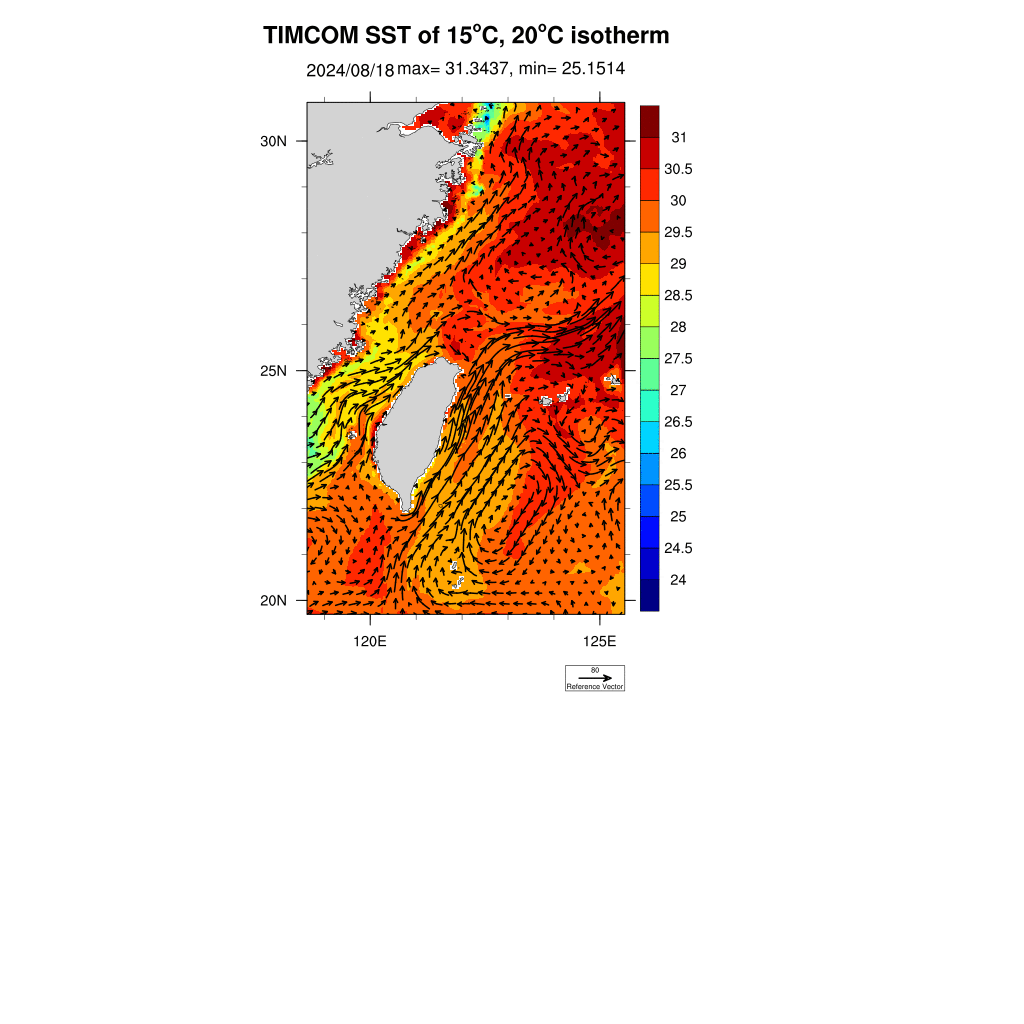 TIMCOM SST of 15°C, 20°C isotherm
2024/08/18 max= 31.3437, min= 25.1514
30N
25N
20N
120E
125E
31
30.5
30
29.5
29
28.5
28
27.5
27
26.5
26
25.5
25
24.5
24
80
Reference Vector